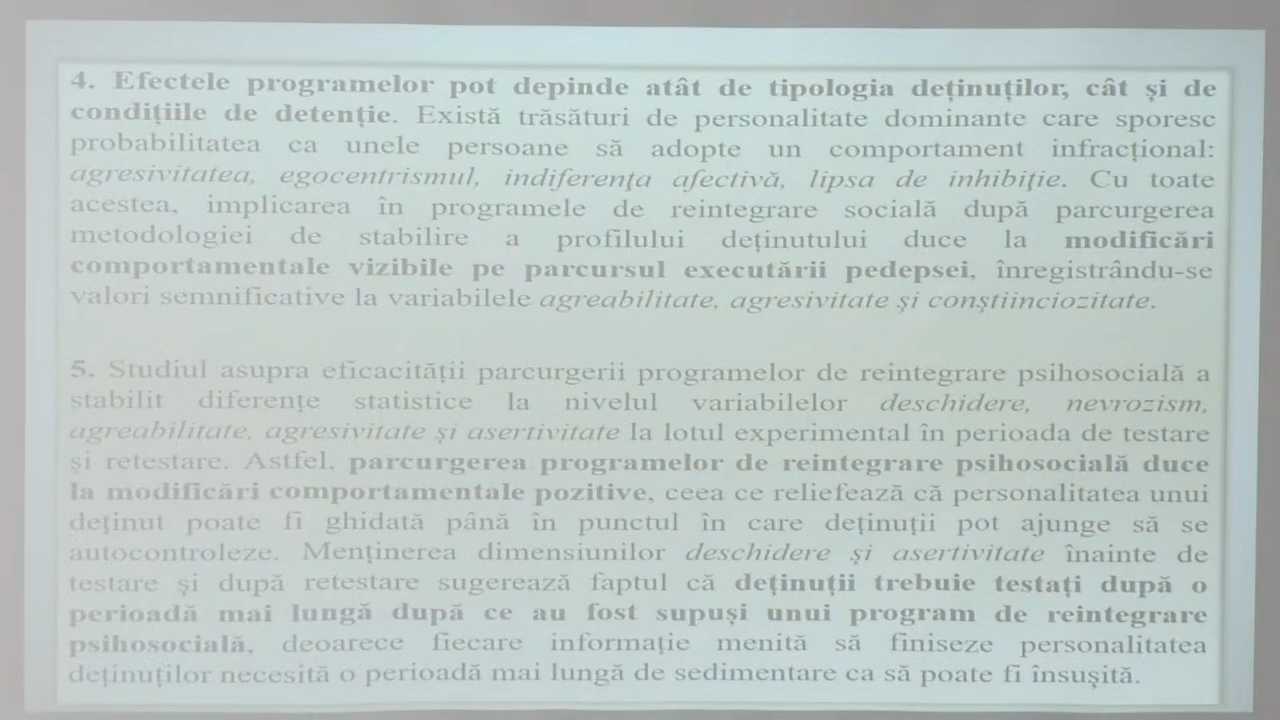 4. Efectele programelor pot depinde atât de tipologia deținuților, cât și de
condițiile de detenție. Există trăsături de personalitate dominante care sporesc
probabilitatea ca unele persoane să adopte un comportament infracțional:
agresivitatea, egocentrismul, indiferența afectivă, lipsa de inhibiție. Cu toate
acestea, implicarea în programele de reintegrare socială după parcurgerea
metodologiei de stabilire a profilului deținutului duce la modificări
comportamentale vizibile pe parcursul executării pedepsei, înregistrându-se
valori semnificative la variabilele agreabilitate, agresivitate și conștiinciozitate.
5. Studiul asupra eficacității parcurgerii programelor de reintegrare psihosocială a
stabilit diferențe statistice la nivelul variabilelor deschidere, nevrozism,
agreabilitate, agresivitate și asertivitate la lotul experimental în perioada de testare
și retestare. Astfel, parcurgerea programelor de reintegrare psihosocială duce
la modificări comportamentale pozitive, ceea ce reliefează că personalitatea unui
deținut poate fi ghidată până în punctul în care deținuții pot ajunge să se
autocontroleze. Menținerea dimensiunilor deschidere și asertivitate înainte de
testare și după retestare sugerează faptul că deținuții trebuie testați după o
perioadă mai lungă după ce au fost supuși unui program de reintegrare
psihosocială, deoarece fiecare informație menită să finiseze personalitatea
deținuților necesită o perioadă mai lungă de sedimentare ca să poate fi însușită.